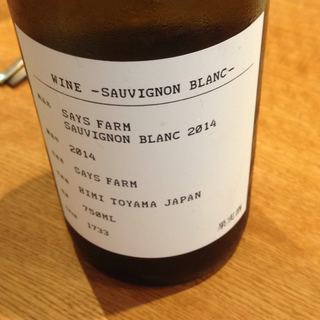 WINE -SAUVIGNON BLANC-
SAYS FARM
SAUVIGNON BLANC 2014
2014
SAYS FARM
HIMI TOYAMA JAPAN
750ML
1733